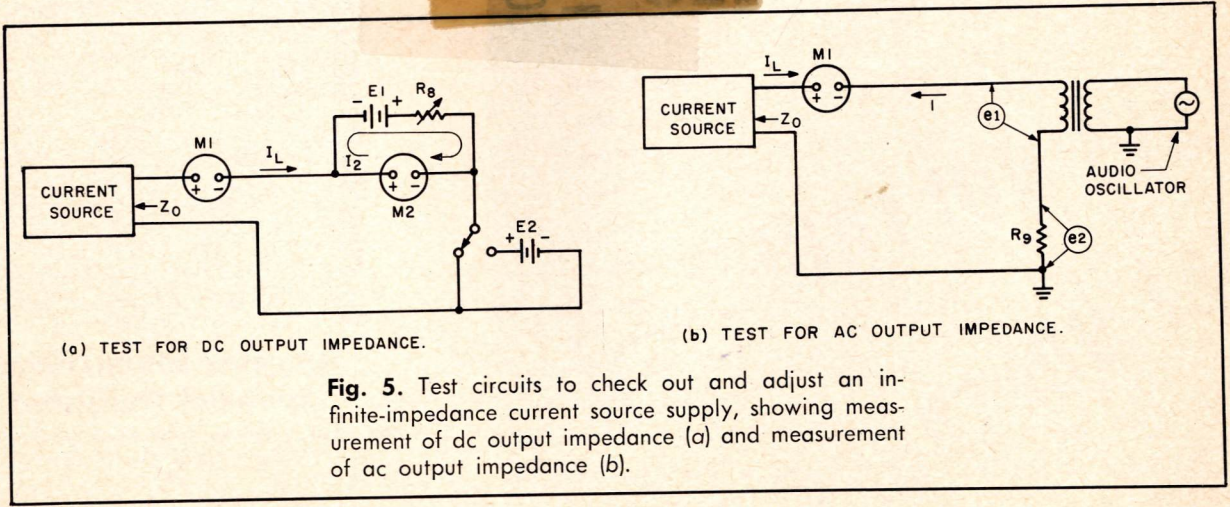 E1
R8
- +
M1
IL
I2
+ -
+ -
M2
CURRENT
SOURCE
Z0
E2
+ -
(a) TEST FOR DC OUTPUT IMPEDANCE.
M1
IL
+ -
I
e1
CURRENT
SOURCE
Z0
AUDIO
OSCILLATOR
R9
e2
(b) TEST FOR AC OUTPUT IMPEDANCE.
Fig. 5. Test circuits to check out and adjust an in-
finite-impedance current source supply, showing meas-
urement of dc output impedance (a) and measurement
of ac output impedance (b).